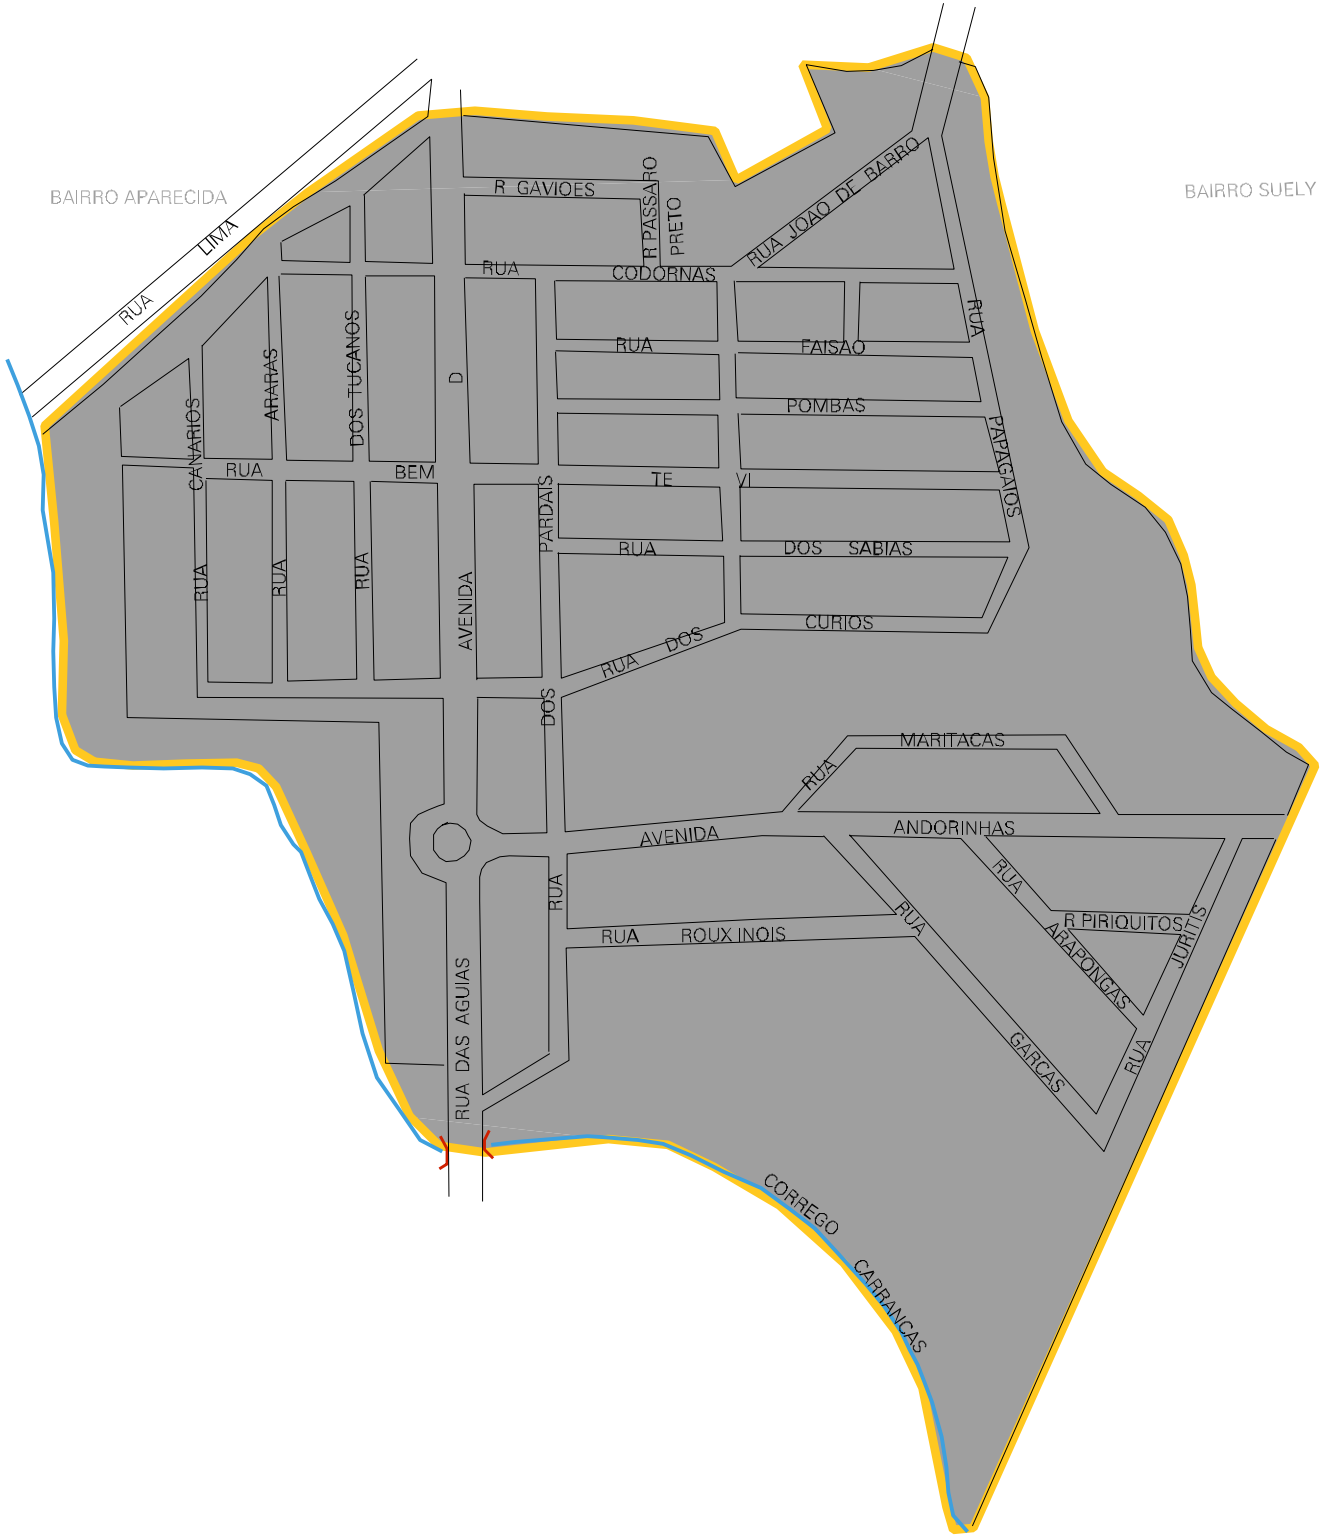 BAIRRO APARECIDA
BAIRRO SUELY
RUA LIMA
R GAVIOES
R PASSARO
PRETO
RUA JOAO DE BARRO
RUA CODORNAS
RUA FAISAO
POMBAS
RUA PAPAGAIOS
RUA CANARIOS
RUA ARARAS
RUA DOS TUCANOS
AVENIDA D
RUA DOS PARDAIS
RUA BEM TE VI
RUA DOS SABIAS
RUA DOS CURIOS
RUA MARITACAS
AVENIDA ANDORINHAS
RUA ROUXINOIS
RUA ARAPONGAS
R PIRIQUITOS
RUA JURITIS
RUA GARCAS
RUA DAS AGUIAS
CORREGO CARRANCAS